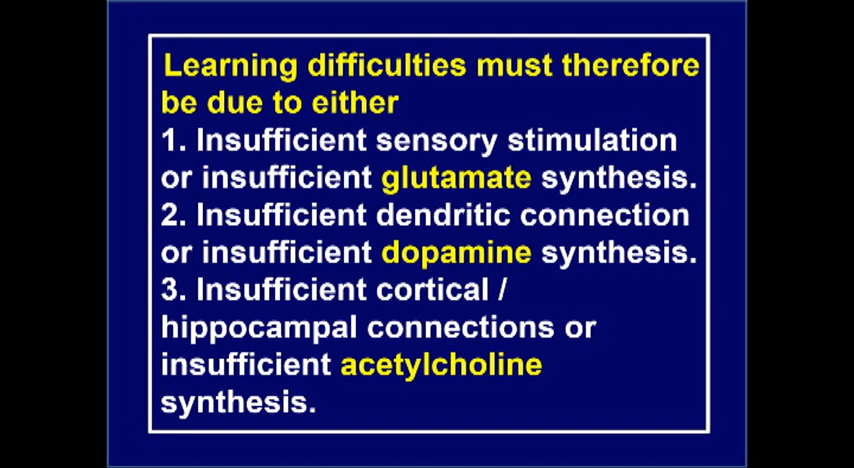 Learning difficulties must therefore
be due to either
1. Insufficient sensory stimulation
or insufficient glutamate synthesis.
2. Insufficient dendritic connection
or insufficient dopamine synthesis.
3. Insufficient cortical /
hippocampal connections or
insufficient acetylcholine
synthesis.